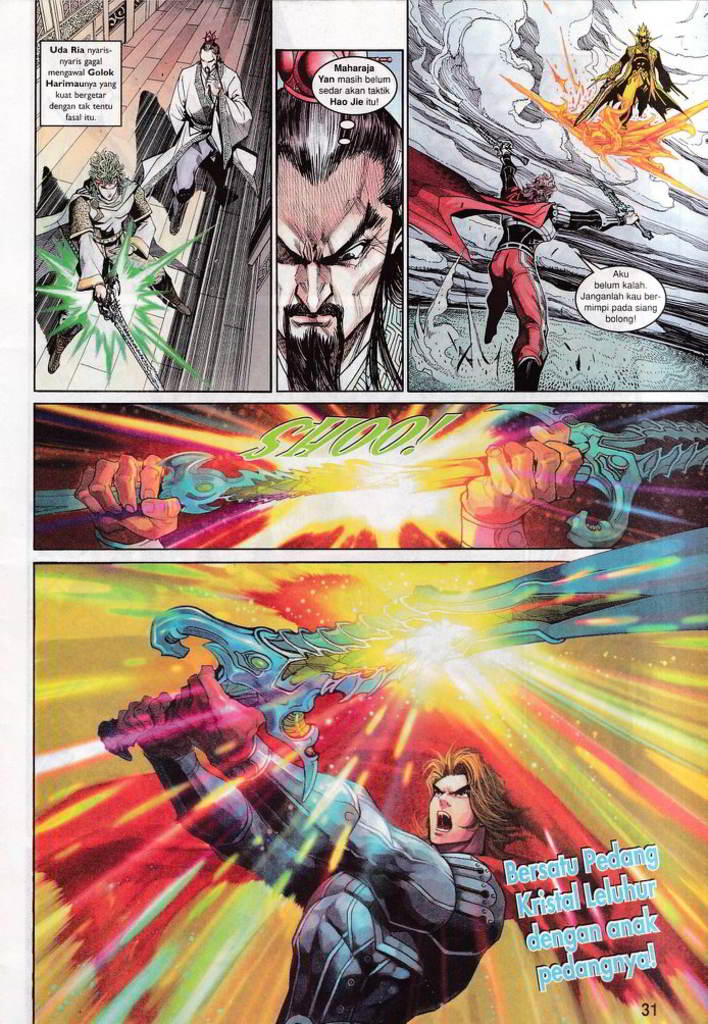 Uda Ria nyaris-
nyaris gagal
mengawal Golok
Harimaunya yang
kuat bergetar
dengan tak tentu
fasal itu.
Maharaja
Yan masih belum
sedar akan taktik
Hao Jie itu!
Aku
belum kalah.
Janganlah kau ber-
mimpi pada siang
bolong!
SHOO!
Bersatu Pedang
Kristal Leluhur
dengan anak
pedangnya!
31